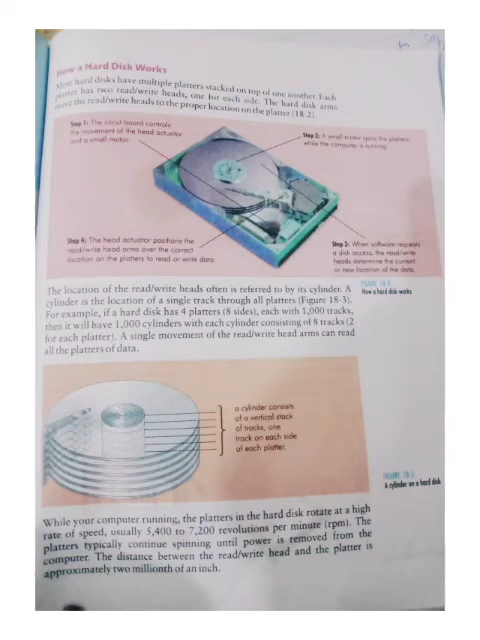 How a Hard Disk Works
Most hard disks have multiple platters stacked on top of one another. Each
platter has two read/write heads, one for each side. The hard disk arms
move the read/write heads to the proper location on the platter (18-2).
Step 1: The circut board controls
the movement of the head actuator
and a small motor.
Step 2: A small motor spins the platters
while the computer is running
Step 4: The head actuator positions the
read/write head arms over the correct
location on the platters to read or write data.
Step 3: When software requests
a disk access, the read/write
heads determine the current
or new location of the data.
FIGURE 18-2
How a hard disk works
The location of the read/write heads often is referred to by its cylinder. A
cylinder is the location of a single track through all platters (Figure 18-3).
For example, if a hard disk has 4 platters (8 sides), each with 1,000 tracks,
then it will have 1,000 cylinders with each cylinder consisting of 8 tracks (2
for each platter). A single movement of the read/write head arms can read
all the platters of data.
a cylinder consists
of a vertical stack
of tracks, one
track on each side
of each platter.
FIGURE 18-3
A cylinder on a hard disk
While your computer running, the platters in the hard disk rotate at a high
rate of speed, usually 5,400 to 7,200 revolutions per minute (rpm). The
platters typically continue spinning until power is removed from the
computer. The distance between the read/write head and the platter is
approximately two millionth of an inch.